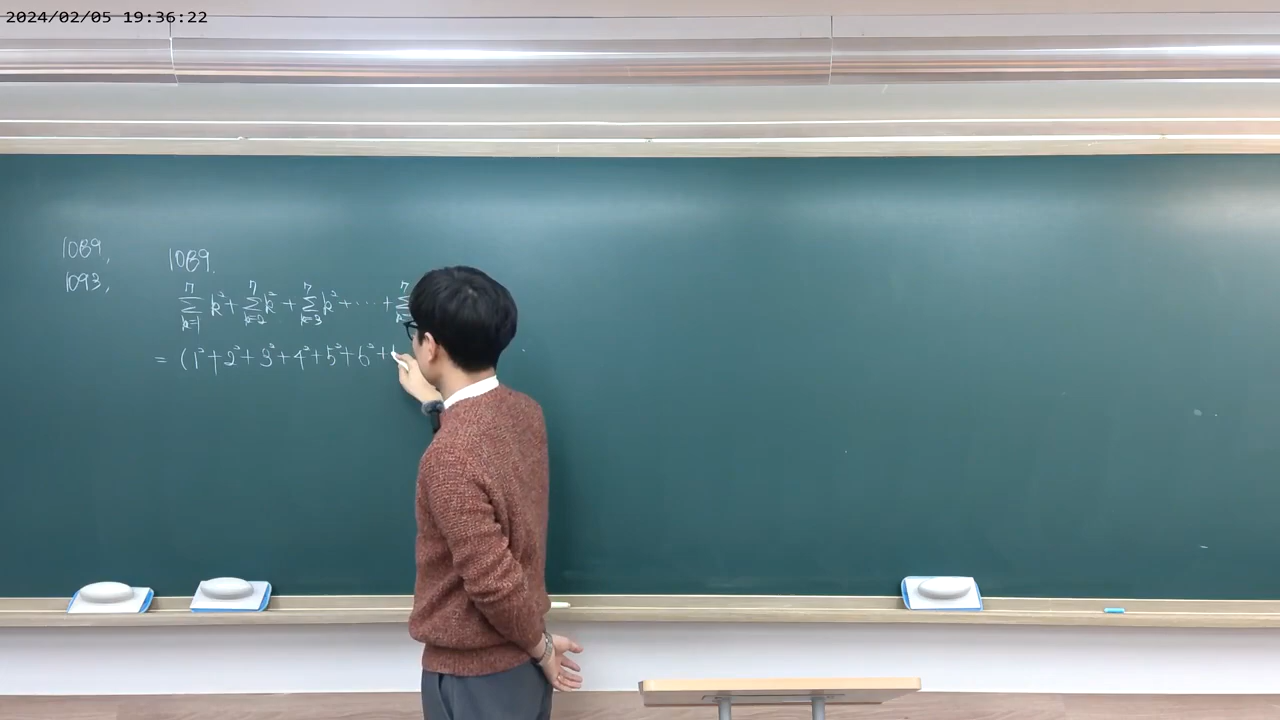 2024/02/05 19:36:22
1089,
1093,
1089.
7 7 7 7
Σ k² + Σ k² + Σ k² + ··· + Σ
k=1 k=2 k=3 k=
= (1² + 2² + 3² + 4² + 5² + 6² +